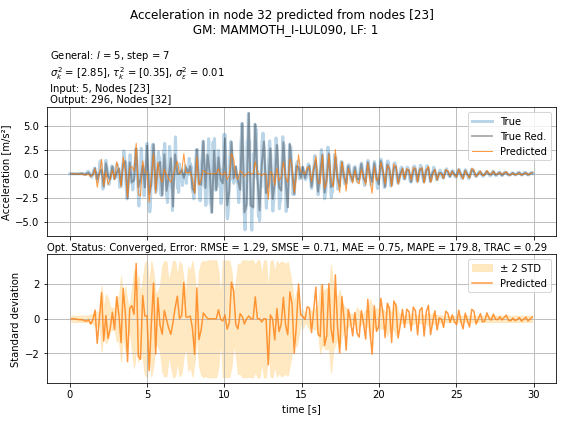 Acceleration in node 32 predicted from nodes [23]
GM: MAMMOTH_I-LUL090, LF: 1
General: l = 5, step = 7
σ²ₖ = [2.85], τ²ₖ = [0.35], σ²ε = 0.01
Input: 5, Nodes [23]
Output: 296, Nodes [32]
True
True Red.
Predicted
5.0
2.5
0.0
−2.5
−5.0
Acceleration [m/s²]
Opt. Status: Converged, Error: RMSE = 1.29, SMSE = 0.71, MAE = 0.75, MAPE = 179.8, TRAC = 0.29
± 2 STD
Predicted
2
0
−2
Standard deviation
0 5 10 15 20 25 30
time [s]